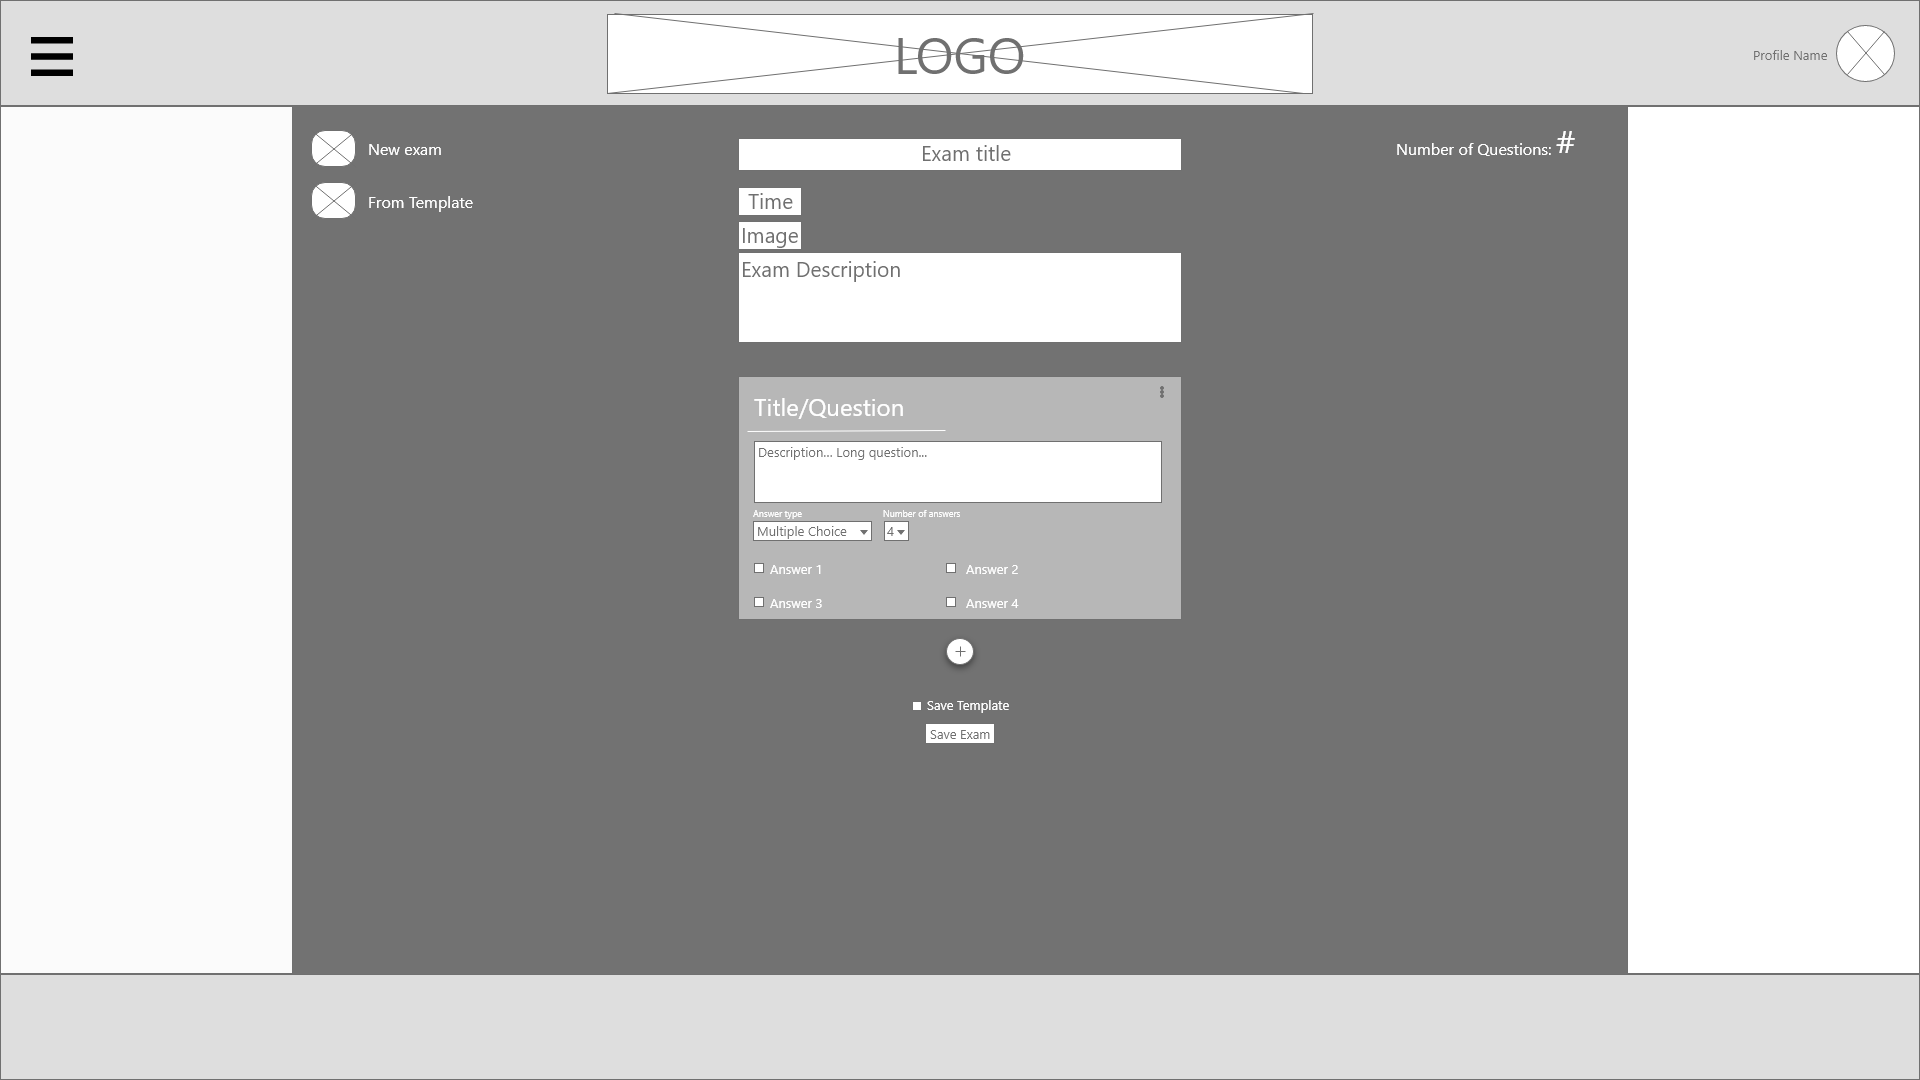 LOGO
Profile Name
New exam
From Template
Exam title
Number of Questions: #
Time
Image
Exam Description
Title/Question
Description... Long question...
Answer type
Number of answers
Multiple Choice
4
Answer 1
Answer 2
Answer 3
Answer 4
+
Save Template
Save Exam